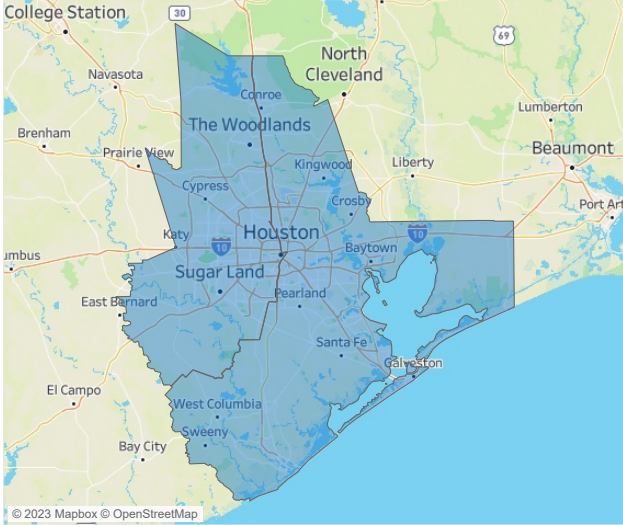 College Station
30
69
North
Cleveland
Navasota
Conroe
Lumberton
The Woodlands
Brenham
Beaumont
Prairie View
Kingwood
Liberty
Cypress
Crosby
Port Art
Katy
Houston
10
10
umbus
Baytown
Sugar Land
East Bernard
Pearland
Santa Fe
Galveston
El Campo
West Columbia
Sweeny
Bay City
© 2023 Mapbox © OpenStreetMap